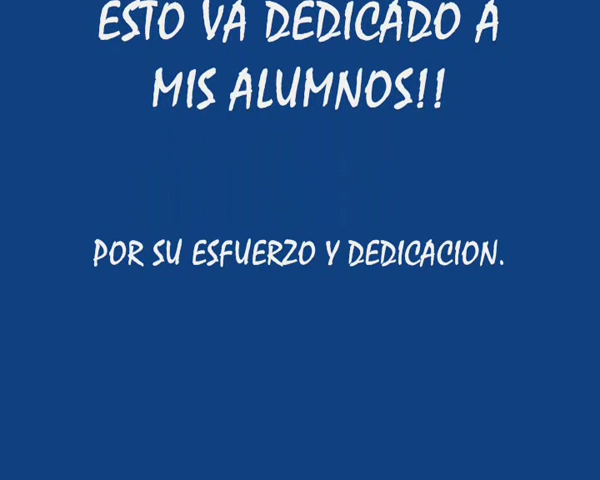 ESTO VA DEDICADO A
MIS ALUMNOS!!
POR SU ESFUERZO Y DEDICACION.